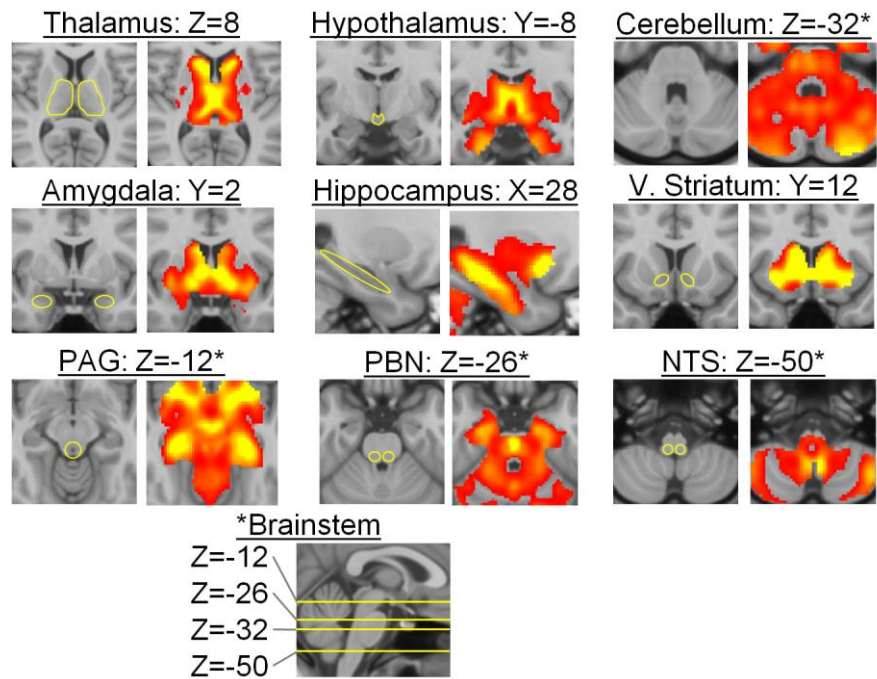 Thalamus: Z=8
Hypothalamus: Y=-8
Cerebellum: Z=-32*
Amygdala: Y=2
Hippocampus: X=28
V. Striatum: Y=12
PAG: Z=-12*
PBN: Z=-26*
NTS: Z=-50*
*Brainstem
Z=-12
Z=-26
Z=-32
Z=-50